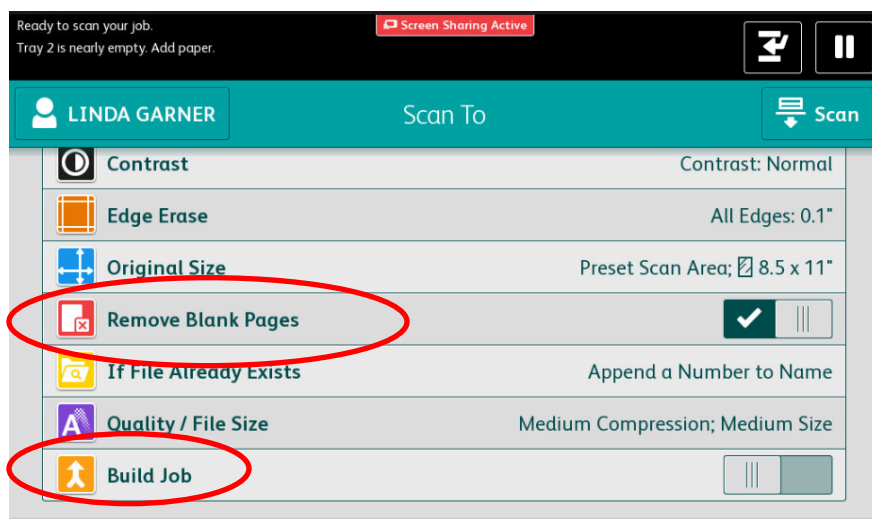 Ready to scan your job.
Screen Sharing Active
Tray 2 is nearly empty. Add paper.
LINDA GARNER
Scan To
Scan
Contrast
Contrast: Normal
Edge Erase
All Edges: 0.1"
Original Size
Preset Scan Area; 8.5 x 11"
Remove Blank Pages
If File Already Exists
Append a Number to Name
Quality / File Size
Medium Compression; Medium Size
Build Job